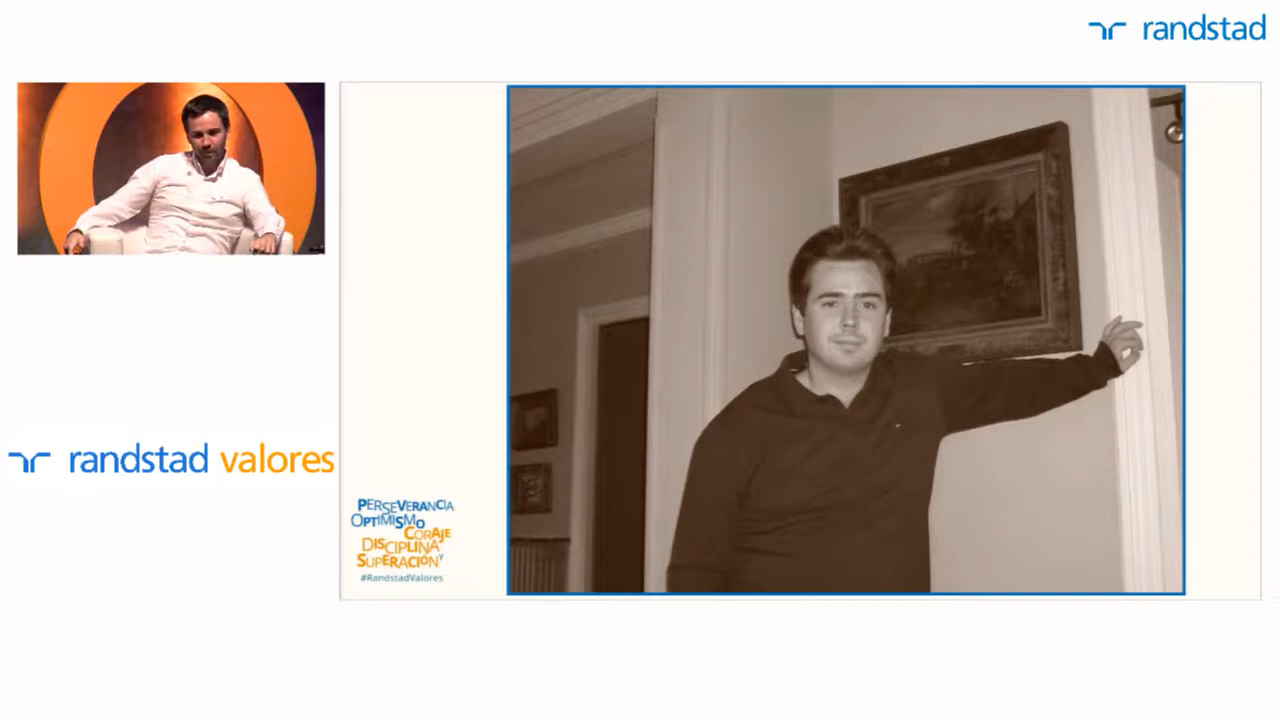 randstad
randstad valores
PERSEVERANCIA
OPTIMISMO
CORAJE
DISCIPLINA
Y
SUPERACIÓN
#RandstadValores